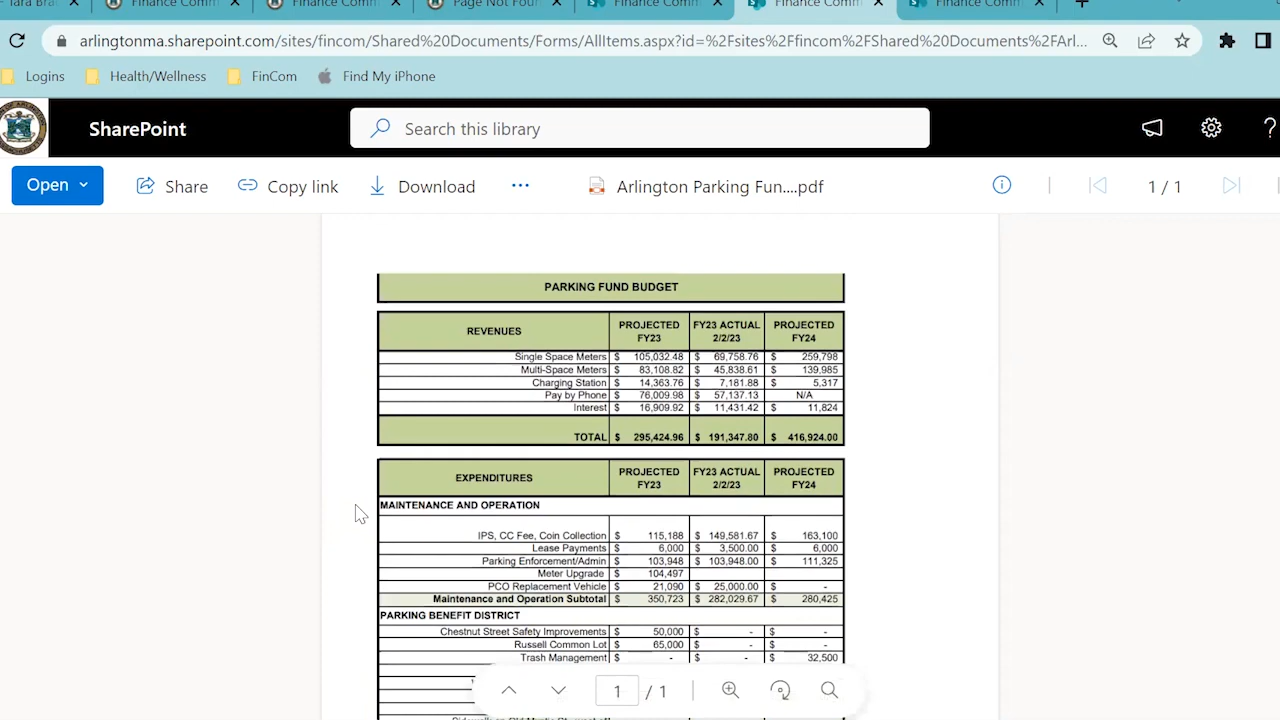 Tara Bra
Finance Comm
Finance Comm
Page Not Foun
Finance Comm
Finance Comm
Finance Comm
arlingtonma.sharepoint.com/sites/fincom/Shared%20Documents/Forms/AllItems.aspx?id=%2Fsites%2Ffincom%2FShared%20Documents%2FArl...
Logins
Health/Wellness
FinCom
Find My iPhone
SharePoint
Search this library
Open
Share
Copy link
Download
...
Arlington Parking Fun....pdf
1 / 1
PARKING FUND BUDGET
REVENUES PROJECTED FY23 FY23 ACTUAL 2/2/23 PROJECTED FY24
Single Space Meters $ 105,032.48 $ 69,758.76 $ 259,798
Multi-Space Meters $ 83,108.82 $ 45,838.61 $ 139,985
Charging Station $ 14,363.76 $ 7,181.88 $ 5,317
Pay by Phone $ 76,009.98 $ 57,137.13 N/A
Interest $ 16,909.92 $ 11,431.42 $ 11,824
TOTAL $ 295,424.96 $ 191,347.80 $ 416,924.00
EXPENDITURES PROJECTED FY23 FY23 ACTUAL 2/2/23 PROJECTED FY24
MAINTENANCE AND OPERATION
IPS, CC Fee, Coin Collection $ 115,188 $ 149,581.67 $ 163,100
Lease Payments $ 6,000 $ 3,500.00 $ 6,000
Parking Enforcement/Admin $ 103,948 $ 103,948.00 $ 111,325
Meter Upgrade $ 104,497
PCO Replacement Vehicle $ 21,090 $ 25,000.00 $ -
Maintenance and Operation Subtotal $ 350,723 $ 282,029.67 $ 280,425
PARKING BENEFIT DISTRICT
Chestnut Street Safety Improvements $ 50,000 $ - $ -
Russell Common Lot $ 65,000 $ - $ -
Trash Management $ - $ - $ 32,500
1 / 1